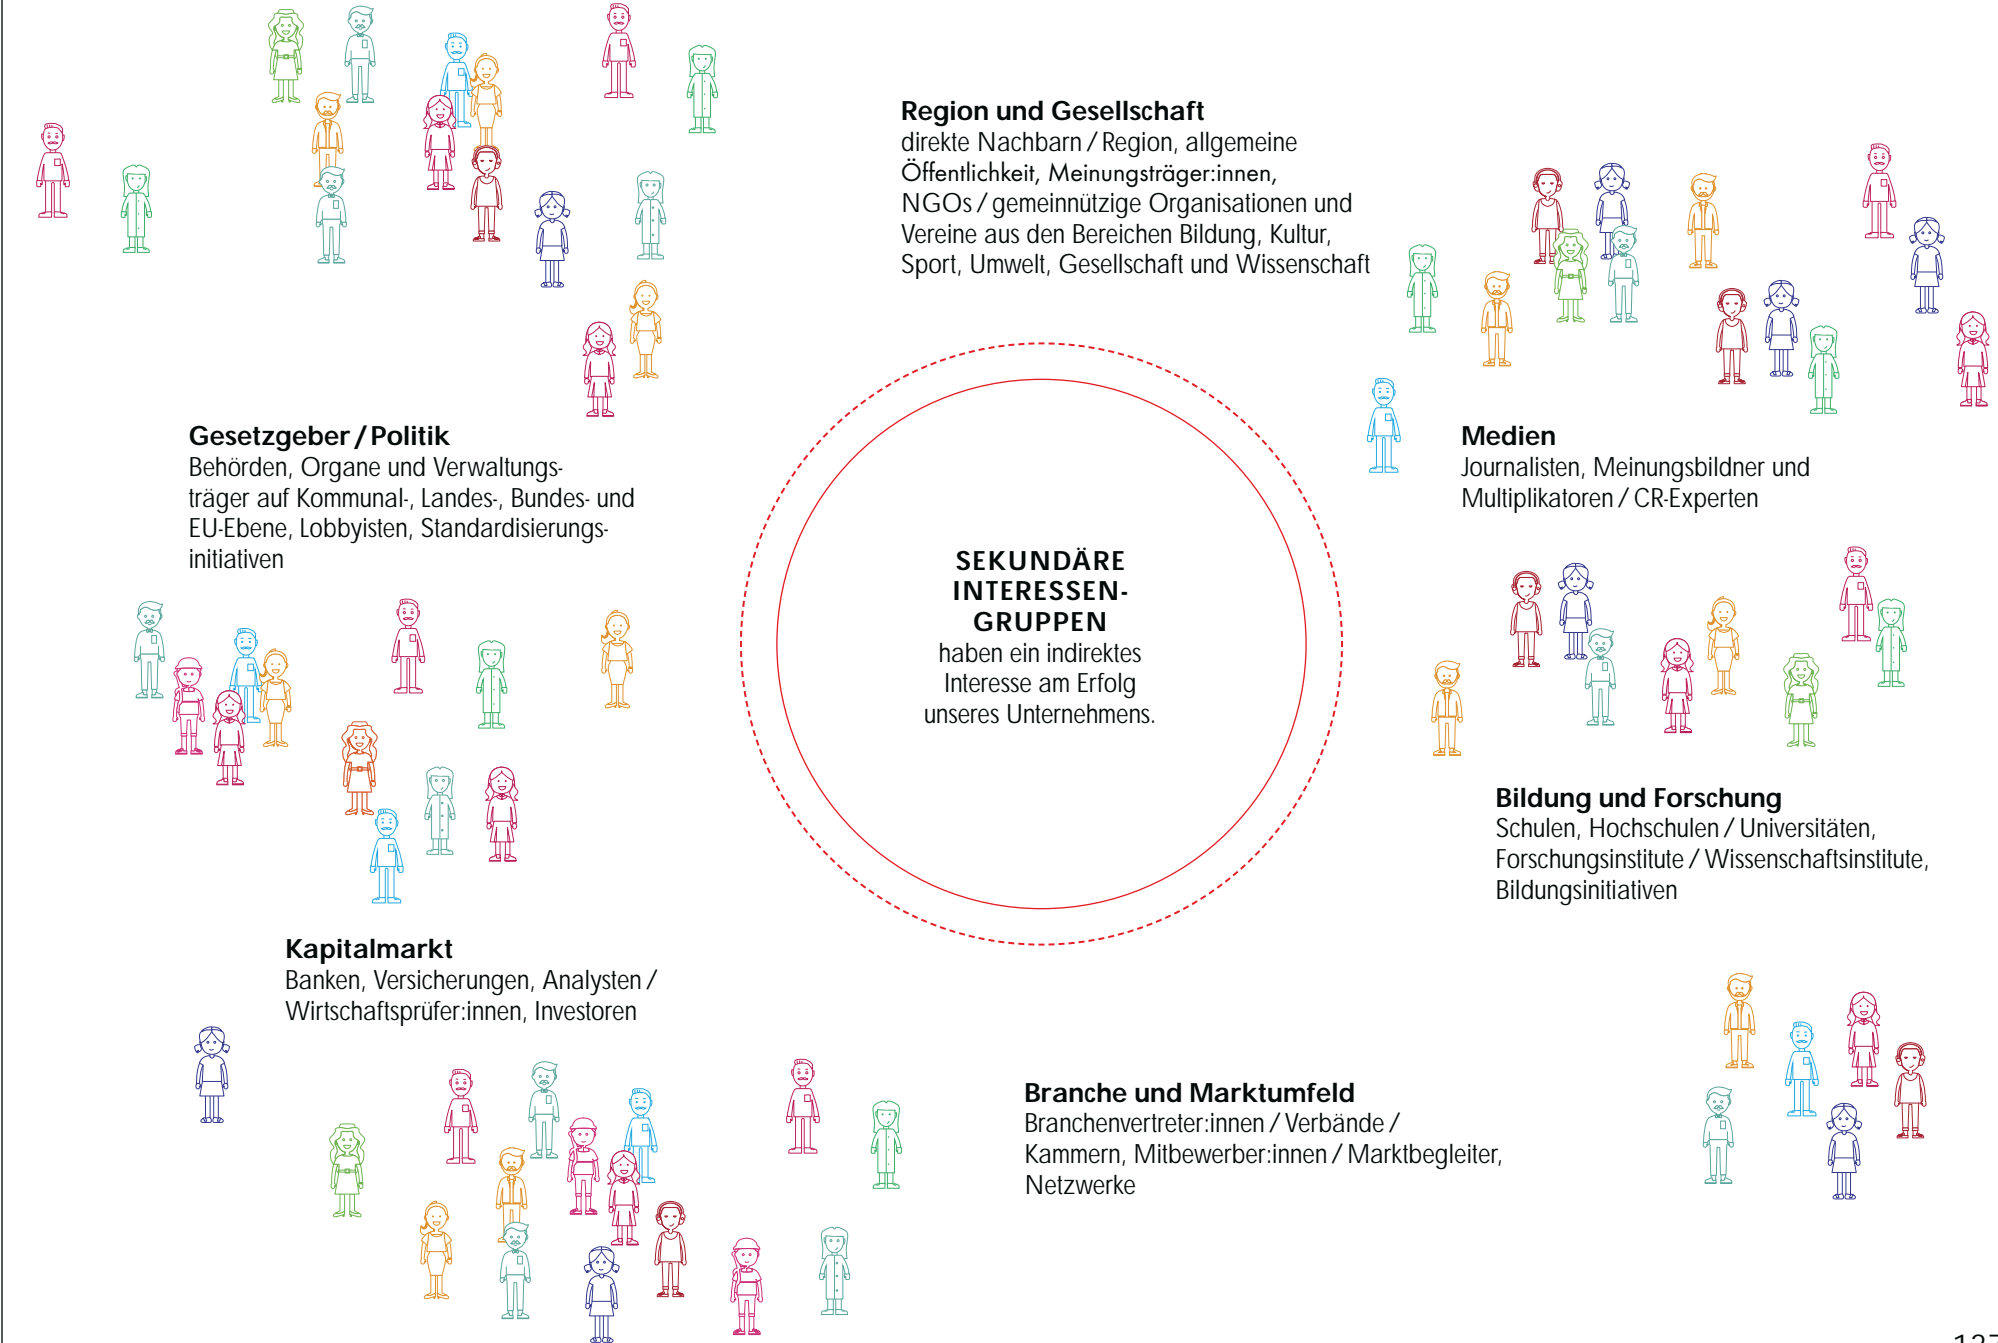 Region und Gesellschaft
direkte Nachbarn / Region, allgemeine
Öffentlichkeit, Meinungsträger:innen,
NGOs / gemeinnützige Organisationen und
Vereine aus den Bereichen Bildung, Kultur,
Sport, Umwelt, Gesellschaft und Wissenschaft
Gesetzgeber / Politik
Behörden, Organe und Verwaltungs-
träger auf Kommunal-, Landes-, Bundes- und
EU-Ebene, Lobbyisten, Standardisierungs-
initiativen
Medien
Journalisten, Meinungsbildner und
Multiplikatoren / CR-Experten
SEKUNDÄRE
INTERESSEN-
GRUPPEN
haben ein indirektes
Interesse am Erfolg
unseres Unternehmens.
Bildung und Forschung
Schulen, Hochschulen / Universitäten,
Forschungsinstitute / Wissenschaftsinstitute,
Bildungsinitiativen
Kapitalmarkt
Banken, Versicherungen, Analysten /
Wirtschaftsprüfer:innen, Investoren
Branche und Marktumfeld
Branchenvertreter:innen / Verbände /
Kammern, Mitbewerber:innen / Marktbegleiter,
Netzwerke